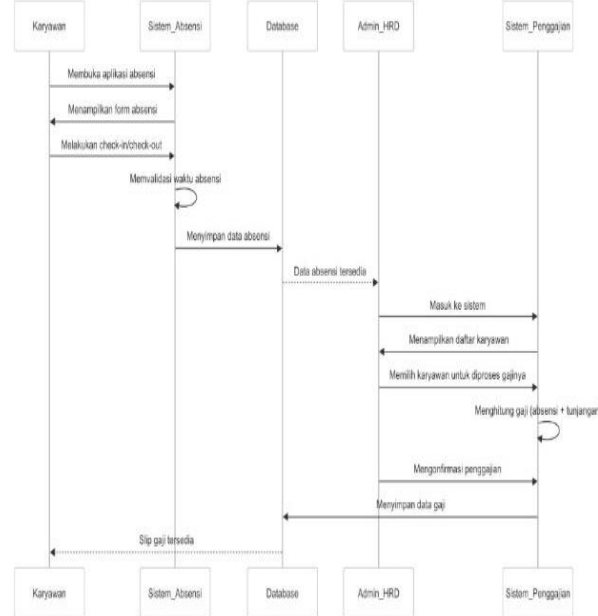 Karyawan
Sistem_Absensi
Database
Admin_HRD
Sistem_Penggajian
Membuka aplikasi absensi
Menampilkan form absensi
Melakukan check-in/check-out
Memvalidasi waktu absensi
Menyimpan data absensi
Data absensi tersedia
Masuk ke sistem
Menampilkan daftar karyawan
Memilih karyawan untuk diproses gajinya
Menghitung gaji (absensi + tunjangan
Mengonfirmasi penggajian
Menyimpan data gaji
Slip gaji tersedia
Karyawan
Sistem_Absensi
Database
Admin_HRD
Sistem_Penggajian